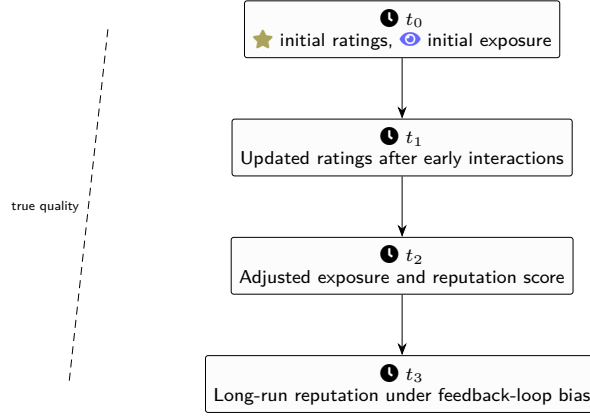 t₀
initial ratings, initial exposure
t₁
Updated ratings after early interactions
true quality
t₂
Adjusted exposure and reputation score
t₃
Long-run reputation under feedback-loop bias